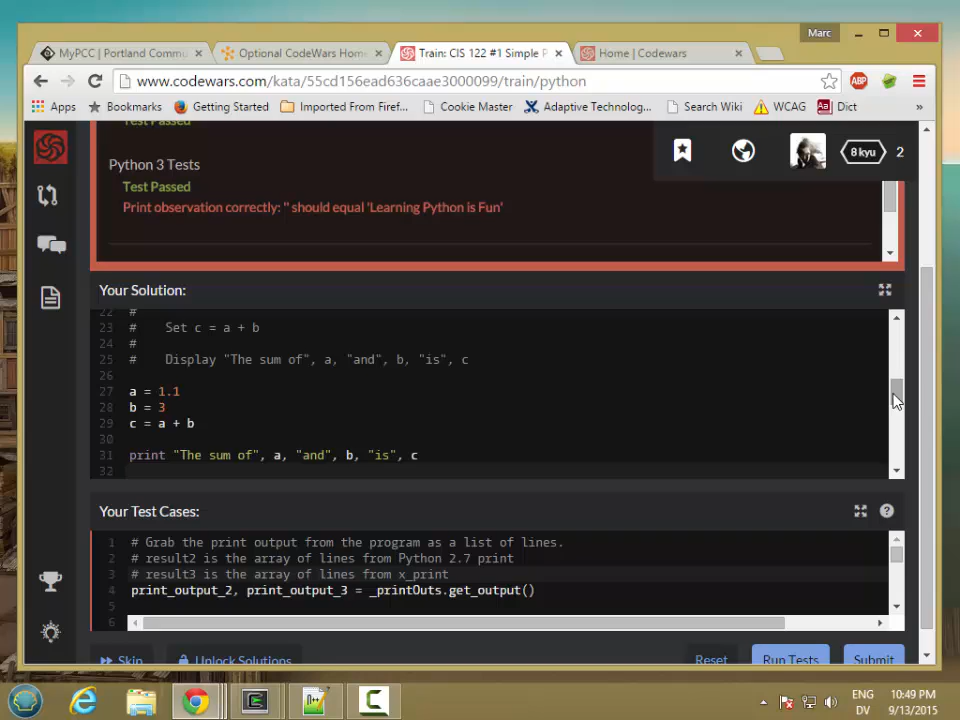 Marc
MyPCC | Portland Commu
Optional CodeWars Home
Train: CIS 122 #1 Simple P
Home | Codewars
www.codewars.com/kata/55cd156ead636caae3000099/train/python
ABP
Apps
Bookmarks
Getting Started
Imported From Firef...
Cookie Master
Adaptive Technolog...
Search Wiki
WCAG
Aa Dict
»
Test Passed
8 kyu 2
Python 3 Tests
Test Passed
Print observation correctly: '' should equal 'Learning Python is Fun'
Your Solution:
22 #
23 # Set c = a + b
24 #
25 # Display "The sum of", a, "and", b, "is", c
26
27 a = 1.1
28 b = 3
29 c = a + b
30
31 print "The sum of", a, "and", b, "is", c
32
Your Test Cases:
1 # Grab the print output from the program as a list of lines.
2 # result2 is the array of lines from Python 2.7 print
3 # result3 is the array of lines from x_print
4 print_output_2, print_output_3 = _printOuts.get_output()
5
6
Skip
Unlock Solutions
Reset
Run Tests
Submit
N++
C
ENG
DV
10:49 PM
9/13/2015